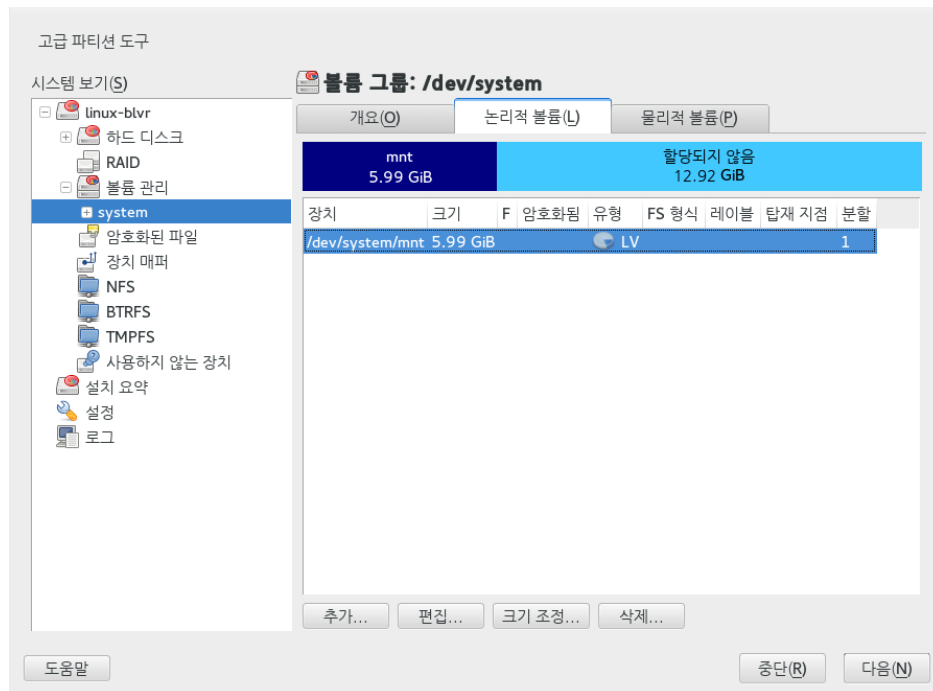 고급 파티션 도구
시스템 보기(S)
linux-blvr
하드 디스크
RAID
볼륨 관리
system
암호화된 파일
장치 매퍼
NFS
BTRFS
TMPFS
사용하지 않는 장치
설치 요약
설정
로그
볼륨 그룹: /dev/system
개요(O) 논리적 볼륨(L) 물리적 볼륨(P)
mnt 할당되지 않음
5.99 GiB 12.92 GiB
장치 크기 F 암호화됨 유형 FS 형식 레이블 탑재 지점 분할
/dev/system/mnt 5.99 GiB LV 1
추가... 편집... 크기 조정... 삭제...
도움말 중단(R) 다음(N)